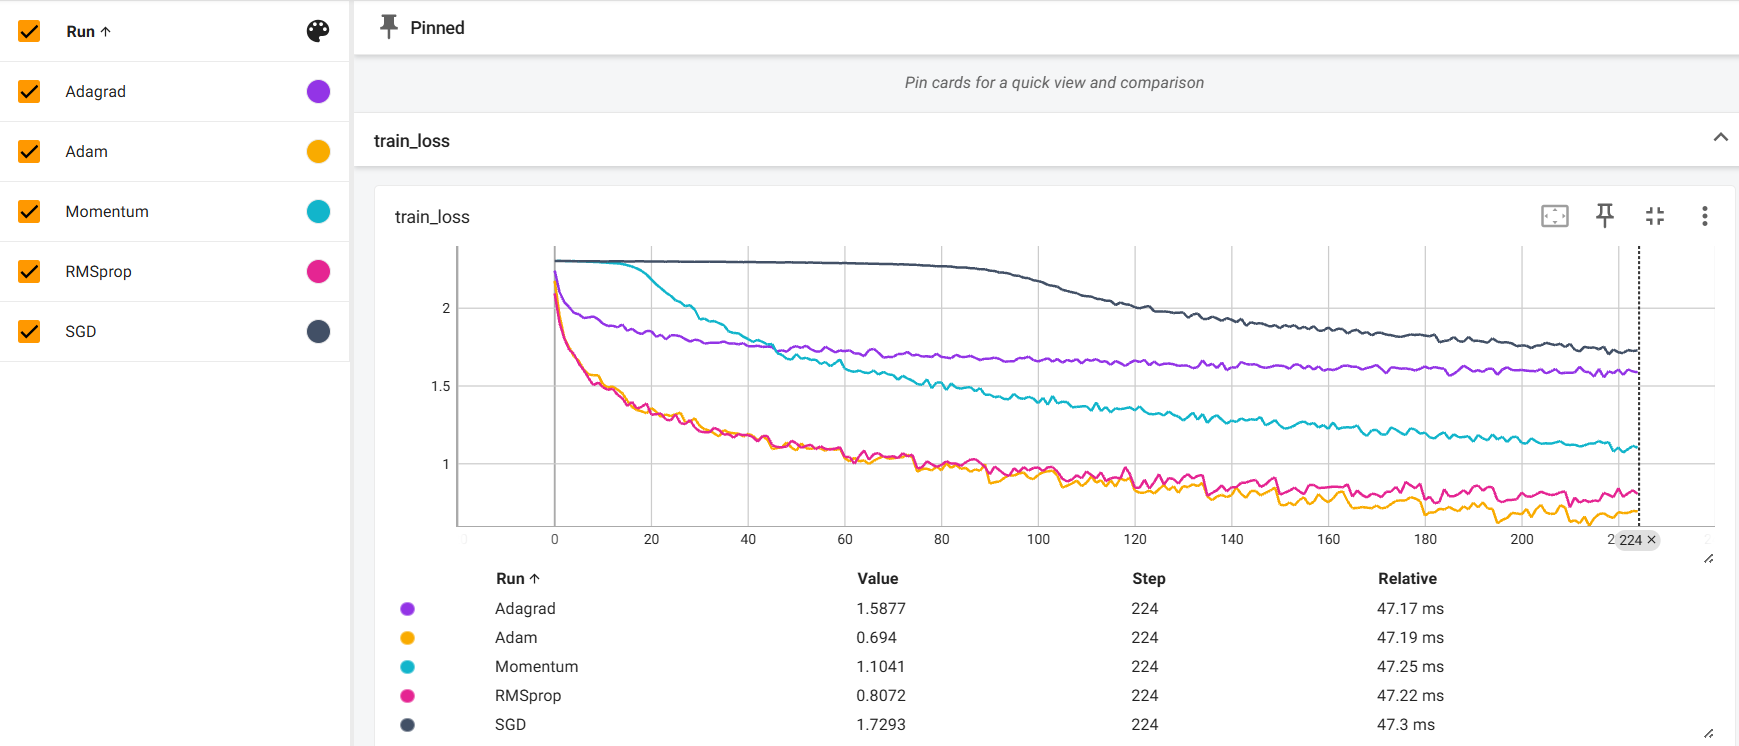 Run ↑
Adagrad
Adam
Momentum
RMSprop
SGD
Pinned
Pin cards for a quick view and comparison
train_loss
train_loss
2
1.5
1
0 20 40 60 80 100 120 140 160 180 200 224 ×
Run ↑ Value Step Relative
Adagrad 1.5877 224 47.17 ms
Adam 0.694 224 47.19 ms
Momentum 1.1041 224 47.25 ms
RMSprop 0.8072 224 47.22 ms
SGD 1.7293 224 47.3 ms